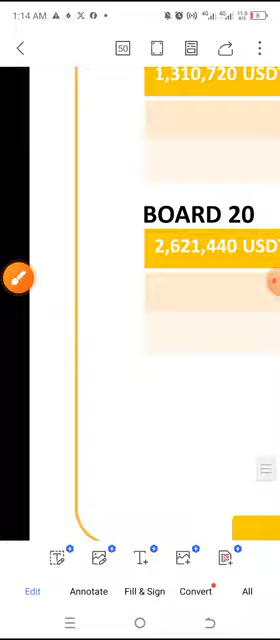 1:14 AM
50
1,310,720 USD
BOARD 20
2,621,440 USDT
Edit
Annotate
Fill & Sign
Convert
All